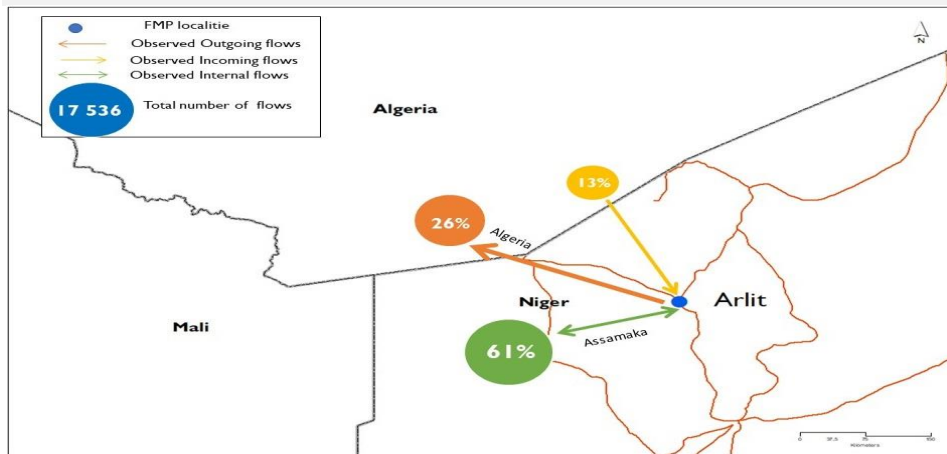 FMP localitie
Observed Outgoing flows
Observed Incoming flows
Observed Internal flows
17 536
Total number of flows
N
Algeria
13%
26%
Algeria
Niger
Arlit
Mali
61%
Assamaka
0 37,5 75 150
Kilometers